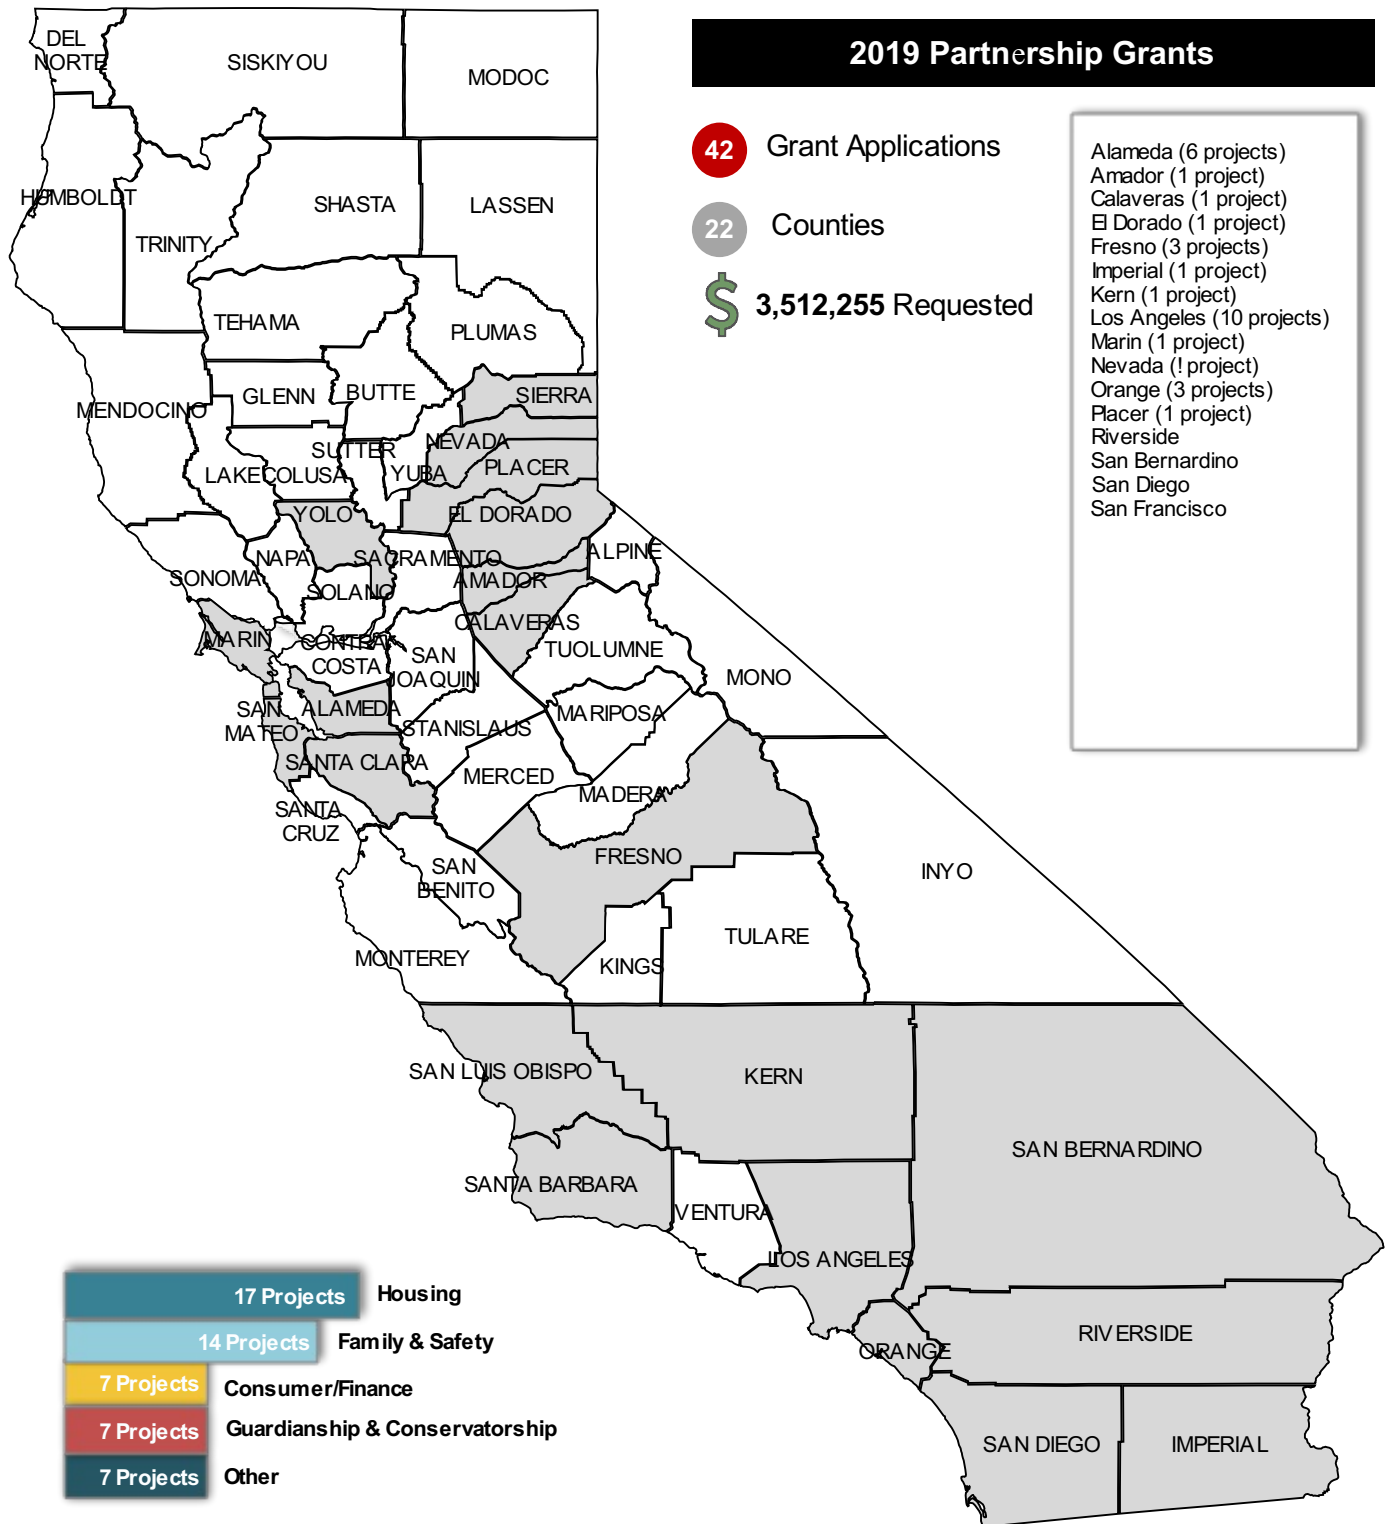 2019 Partnership Grants
42 Grant Applications
22 Counties
$ 3,512,255 Requested
Alameda (6 projects)
Amador (1 project)
Calaveras (1 project)
El Dorado (1 project)
Fresno (3 projects)
Imperial (1 project)
Kern (1 project)
Los Angeles (10 projects)
Marin (1 project)
Nevada (! project)
Orange (3 projects)
Placer (1 project)
Riverside
San Bernardino
San Diego
San Francisco
DEL
NORTE
SISKIYOU
MODOC
HUMBOLDT
TRINITY
SHASTA
LASSEN
TEHAMA
PLUMAS
MENDOCINO
GLENN
BUTTE
SIERRA
LAKE
COLUSA
SUTTER
YUBA
NEVADA
PLACER
YOLO
EL DORADO
SONOMA
NAPA
SACRAMENTO
SOLANO
AMADOR
ALPINE
CALAVERAS
MARIN
CONTRA
COSTA
SAN
JOAQUIN
TUOLUMNE
MONO
SAN
MATEO
ALAMEDA
STANISLAUS
MARIPOSA
SANTA CLARA
MERCED
MADERA
SANTA
CRUZ
SAN
BENITO
FRESNO
INYO
MONTEREY
KINGS
TULARE
SAN LUIS OBISPO
KERN
SAN BERNARDINO
SANTA BARBARA
VENTURA
LOS ANGELES
ORANGE
RIVERSIDE
SAN DIEGO
IMPERIAL
17 Projects Housing
14 Projects Family & Safety
7 Projects Consumer/Finance
7 Projects Guardianship & Conservatorship
7 Projects Other